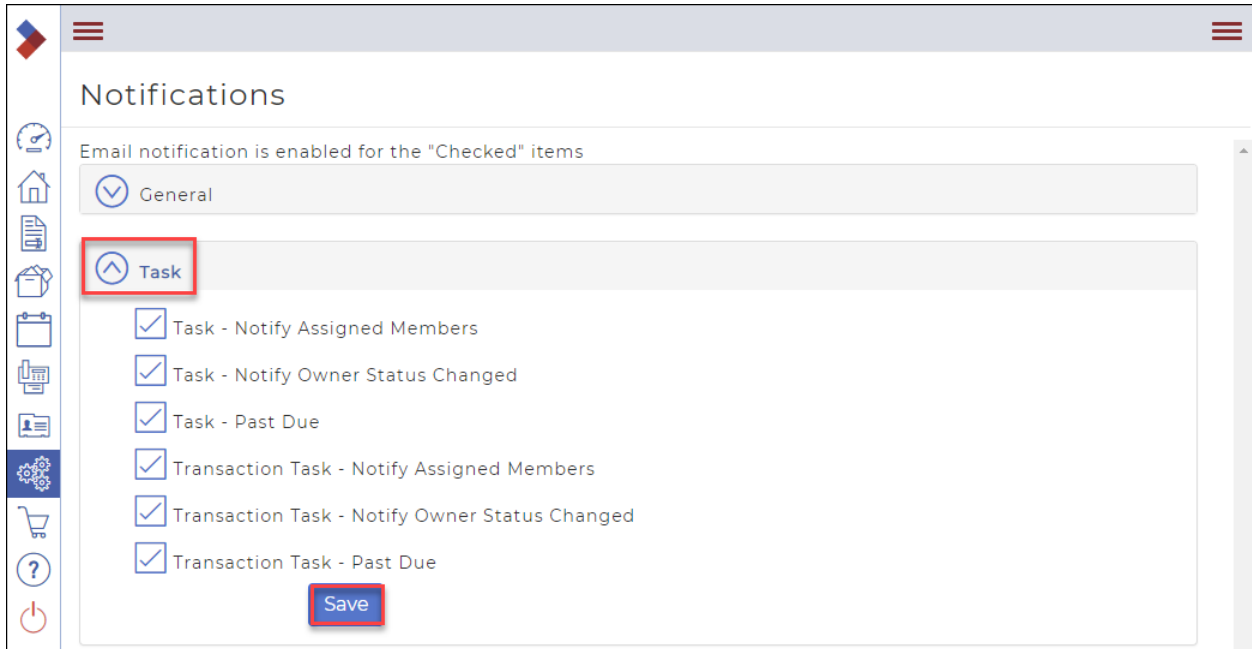 Notifications
Email notification is enabled for the "Checked" items
General
Task
Task - Notify Assigned Members
Task - Notify Owner Status Changed
Task - Past Due
Transaction Task - Notify Assigned Members
Transaction Task - Notify Owner Status Changed
Transaction Task - Past Due
Save
?